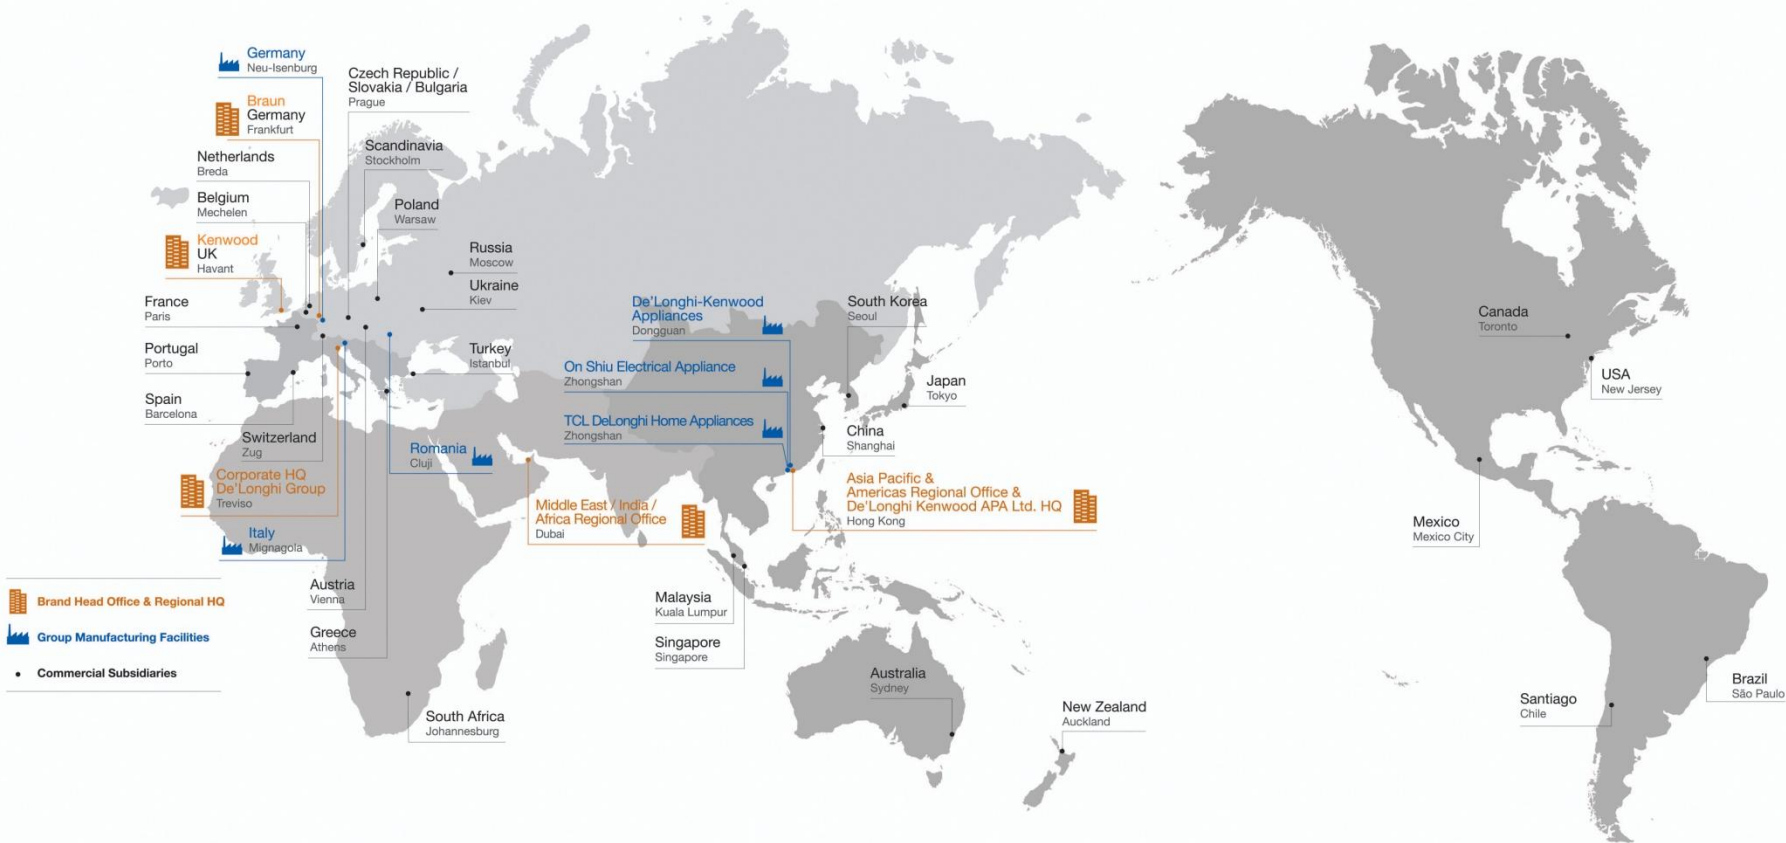 Germany
Neu-Isenburg
Braun
Germany
Frankfurt
Czech Republic /
Slovakia / Bulgaria
Prague
Netherlands
Breda
Scandinavia
Stockholm
Belgium
Mechelen
Poland
Warsaw
Kenwood
UK
Havant
Russia
Moscow
Ukraine
Kiev
France
Paris
Portugal
Porto
Turkey
Istanbul
Spain
Barcelona
Switzerland
Zug
Romania
Cluji
Corporate HQ
De'Longhi Group
Treviso
Italy
Mignagola
Austria
Vienna
Greece
Athens
South Africa
Johannesburg
De'Longhi-Kenwood
Appliances
Dongguan
On Shiu Electrical Appliance
Zhongshan
TCL DeLonghi Home Appliances
Zhongshan
South Korea
Seoul
Japan
Tokyo
China
Shanghai
Middle East / India /
Africa Regional Office
Dubai
Asia Pacific &
Americas Regional Office &
De'Longhi Kenwood APA Ltd. HQ
Hong Kong
Malaysia
Kuala Lumpur
Singapore
Singapore
Australia
Sydney
New Zealand
Auckland
Canada
Toronto
USA
New Jersey
Mexico
Mexico City
Brazil
São Paulo
Santiago
Chile
Brand Head Office & Regional HQ
Group Manufacturing Facilities
Commercial Subsidiaries